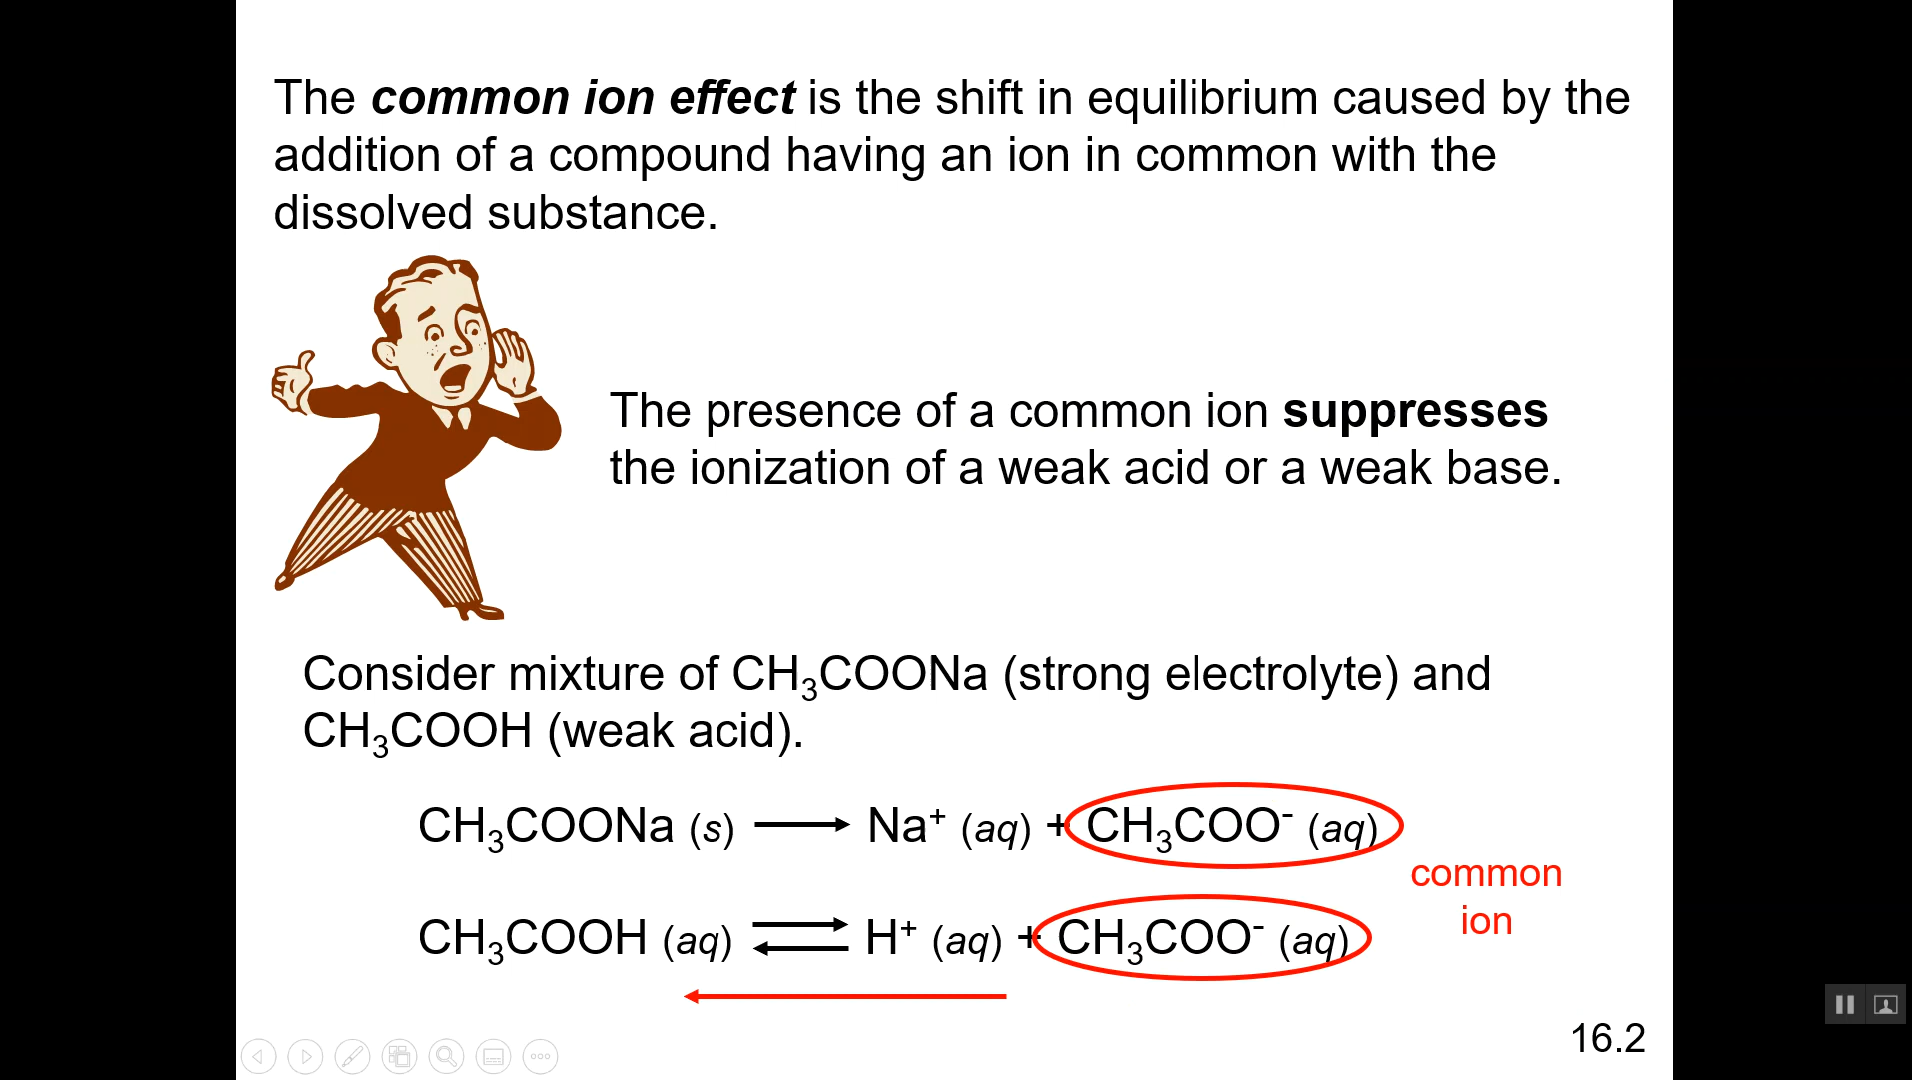 The common ion effect is the shift in equilibrium caused by the
addition of a compound having an ion in common with the
dissolved substance.
The presence of a common ion suppresses
the ionization of a weak acid or a weak base.
Consider mixture of CH₃COONa (strong electrolyte) and
CH₃COOH (weak acid).
CH₃COONa (s) ⟶ Na⁺ (aq) + CH₃COO⁻ (aq)
common
ion
CH₃COOH (aq) ⇌ H⁺ (aq) + CH₃COO⁻ (aq)
16.2